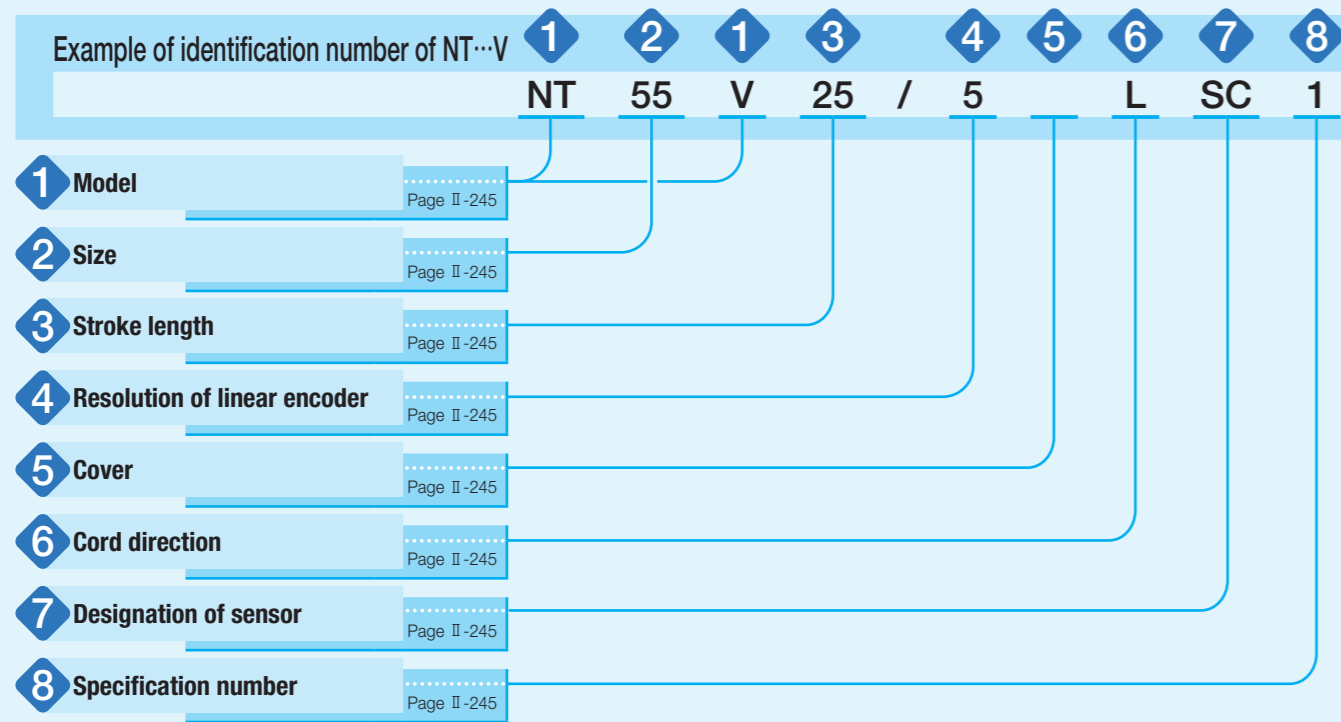 Example of identification number of NT…V
1 2 1 3 4 5 6 7 8
NT 55 V 25 / 5 L SC 1
1 Model
Page Ⅱ-245
2 Size
Page Ⅱ-245
3 Stroke length
Page Ⅱ-245
4 Resolution of linear encoder
Page Ⅱ-245
5 Cover
Page Ⅱ-245
6 Cord direction
Page Ⅱ-245
7 Designation of sensor
Page Ⅱ-245
8 Specification number
Page Ⅱ-245